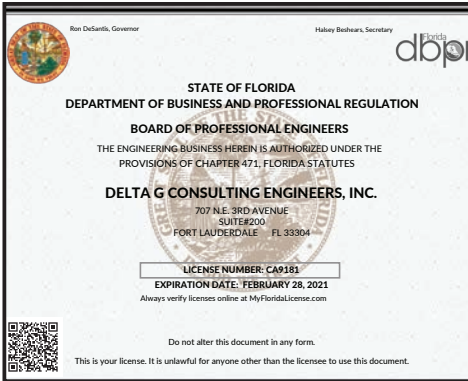 Ron DeSantis, Governor
Halsey Beshears, Secretary
Florida
dbpr
STATE OF FLORIDA
DEPARTMENT OF BUSINESS AND PROFESSIONAL REGULATION
BOARD OF PROFESSIONAL ENGINEERS
THE ENGINEERING BUSINESS HEREIN IS AUTHORIZED UNDER THE
PROVISIONS OF CHAPTER 471, FLORIDA STATUTES
DELTA G CONSULTING ENGINEERS, INC.
707 N.E. 3RD AVENUE
SUITE#200
FORT LAUDERDALE FL 33304
LICENSE NUMBER: CA9181
EXPIRATION DATE: FEBRUARY 28, 2021
Always verify licenses online at MyFloridaLicense.com
Do not alter this document in any form.
This is your license. It is unlawful for anyone other than the licensee to use this document.